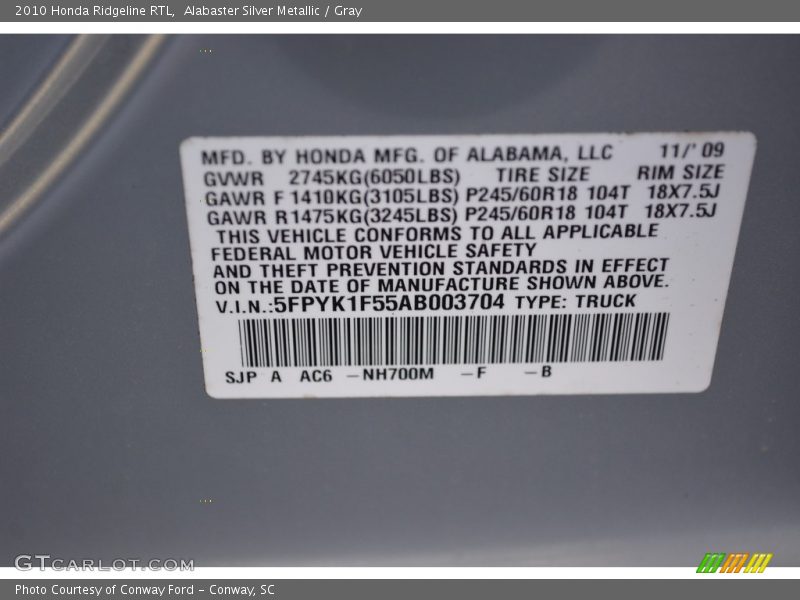 2010 Honda Ridgeline RTL,  Alabaster Silver Metallic / Gray
MFD. BY HONDA MFG. OF ALABAMA, LLC 11/' 09
GVWR 2745KG(6050LBS) TIRE SIZE RIM SIZE
GAWR F 1410KG(3105LBS) P245/60R18 104T 18X7.5J
GAWR R1475KG(3245LBS) P245/60R18 104T 18X7.5J
THIS VEHICLE CONFORMS TO ALL APPLICABLE
FEDERAL MOTOR VEHICLE SAFETY
AND THEFT PREVENTION STANDARDS IN EFFECT
ON THE DATE OF MANUFACTURE SHOWN ABOVE.
V.I.N.:5FPYK1F55AB003704 TYPE: TRUCK
SJP A AC6 –NH700M –F –B
GTCARLOT.COM
Photo Courtesy of Conway Ford – Conway, SC